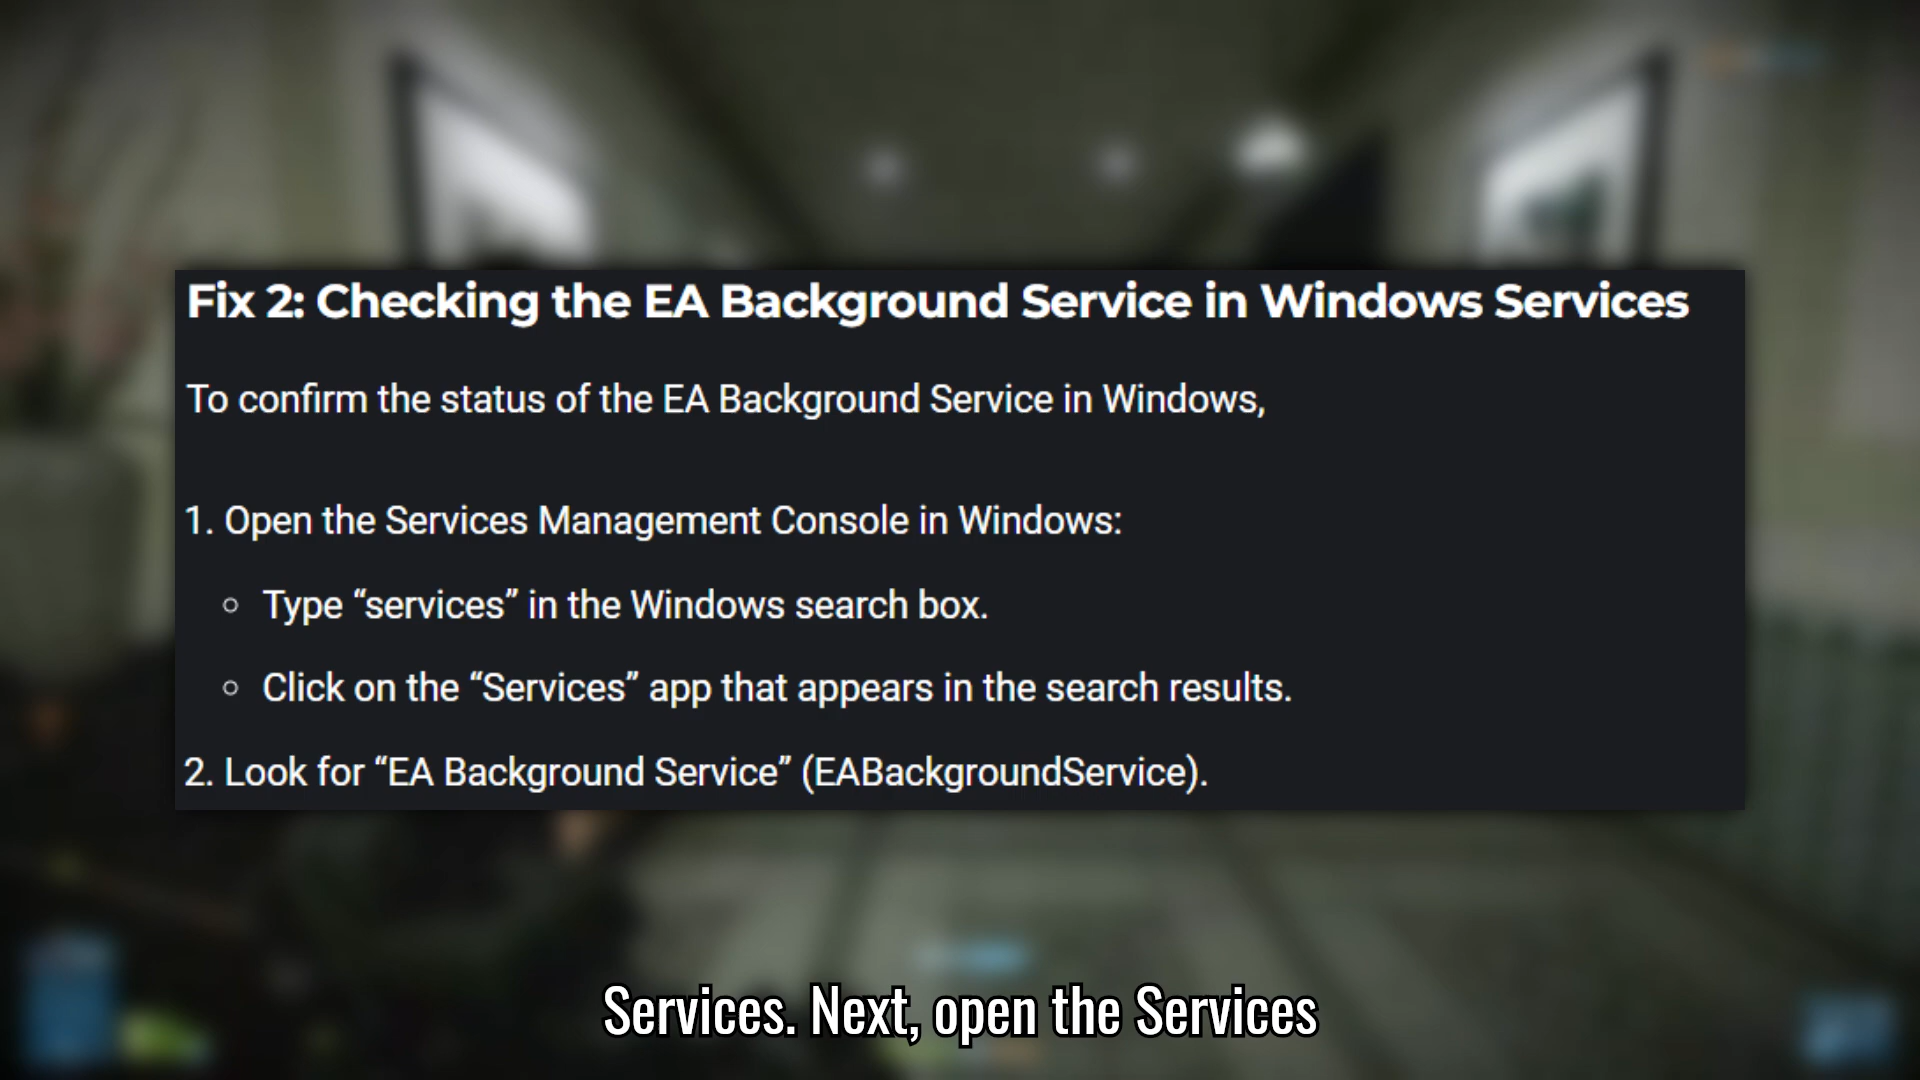 Fix 2: Checking the EA Background Service in Windows Services
To confirm the status of the EA Background Service in Windows,
1. Open the Services Management Console in Windows:
Type “services” in the Windows search box.
Click on the “Services” app that appears in the search results.
2. Look for “EA Background Service” (EABackgroundService).
Services. Next, open the Services